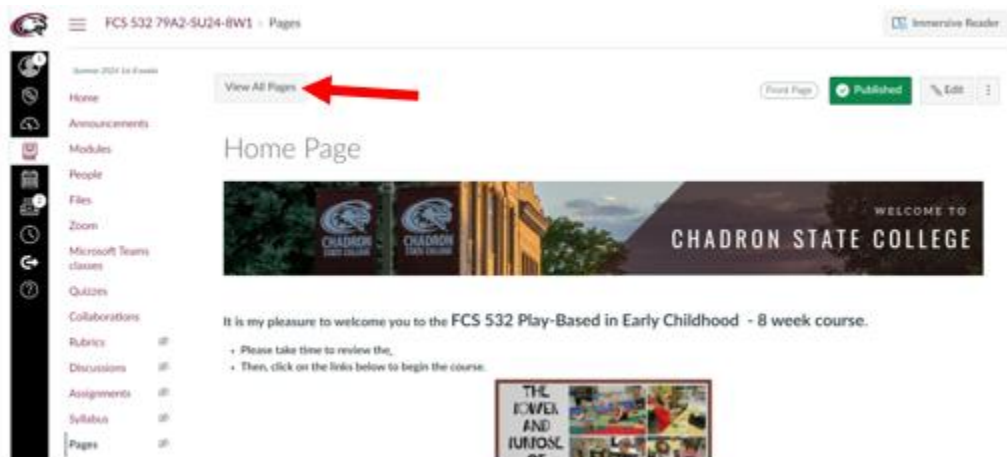 FCS 532 79A2-SU24-8W1 › Pages
Immersive Reader
Summer 2024 1st 8 weeks
View All Pages
Front Page
Published
Edit
Home
Announcements
Modules
People
Files
Zoom
Microsoft Teams
classes
Quizzes
Collaborations
Rubrics
Discussions
Assignments
Syllabus
Pages
Home Page
CHADRON
STATE COLLEGE
CHADRON
STATE COLLEGE
WELCOME TO
CHADRON STATE COLLEGE
It is my pleasure to welcome you to the FCS 532 Play-Based in Early Childhood - 8 week course.
Please take time to review the,
Then, click on the links below to begin the course.
THE
POWER
AND
PURPOSE
OF